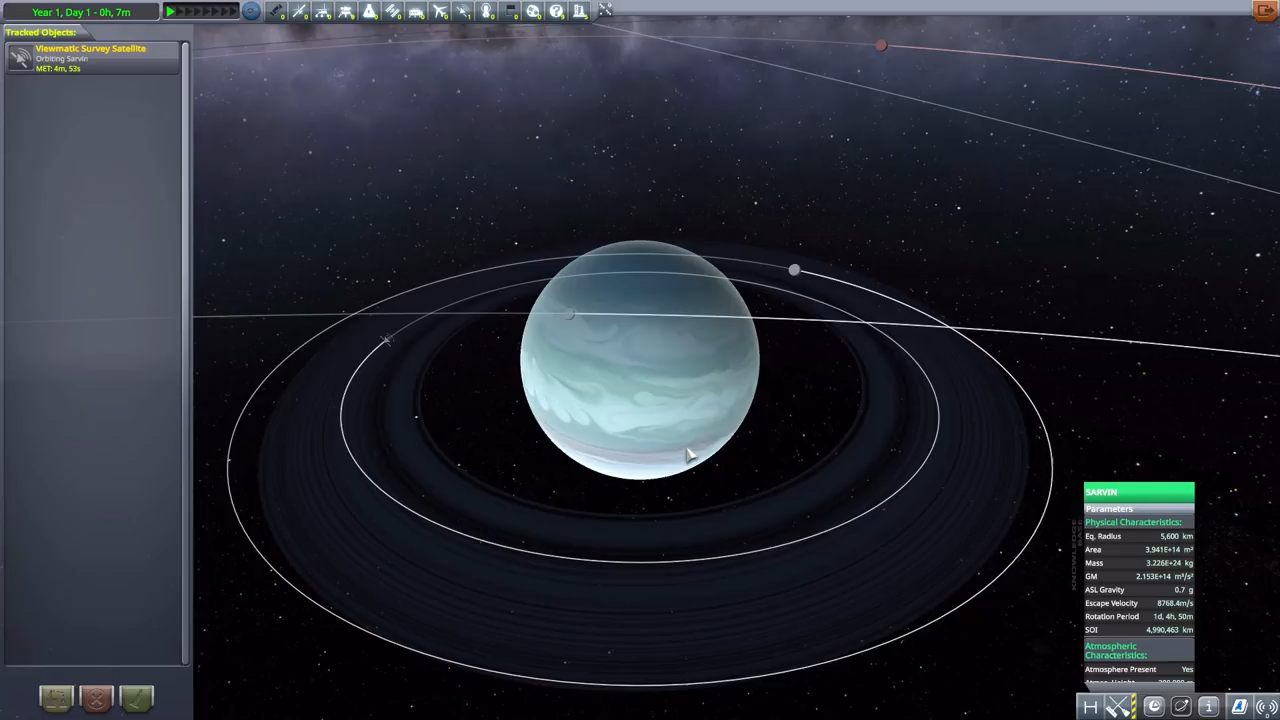 Year 1, Day 1 - 0h, 7m
Tracked Objects:
Viewmatic Survey Satellite
Orbiting Sarvin
MET: 4m, 53s
SARVIN
Parameters
KNOWLEDGE BASE
Physical Characteristics:
Eq. Radius 5,600 km
Area 3.941E+14 m²
Mass 3.226E+24 kg
GM 2.153E+14 m³/s²
ASL Gravity 0.7 g
Escape Velocity 8768.4m/s
Rotation Period 1d, 4h, 50m
SOI 4,990,463 km
Atmospheric
Characteristics:
Atmosphere Present Yes